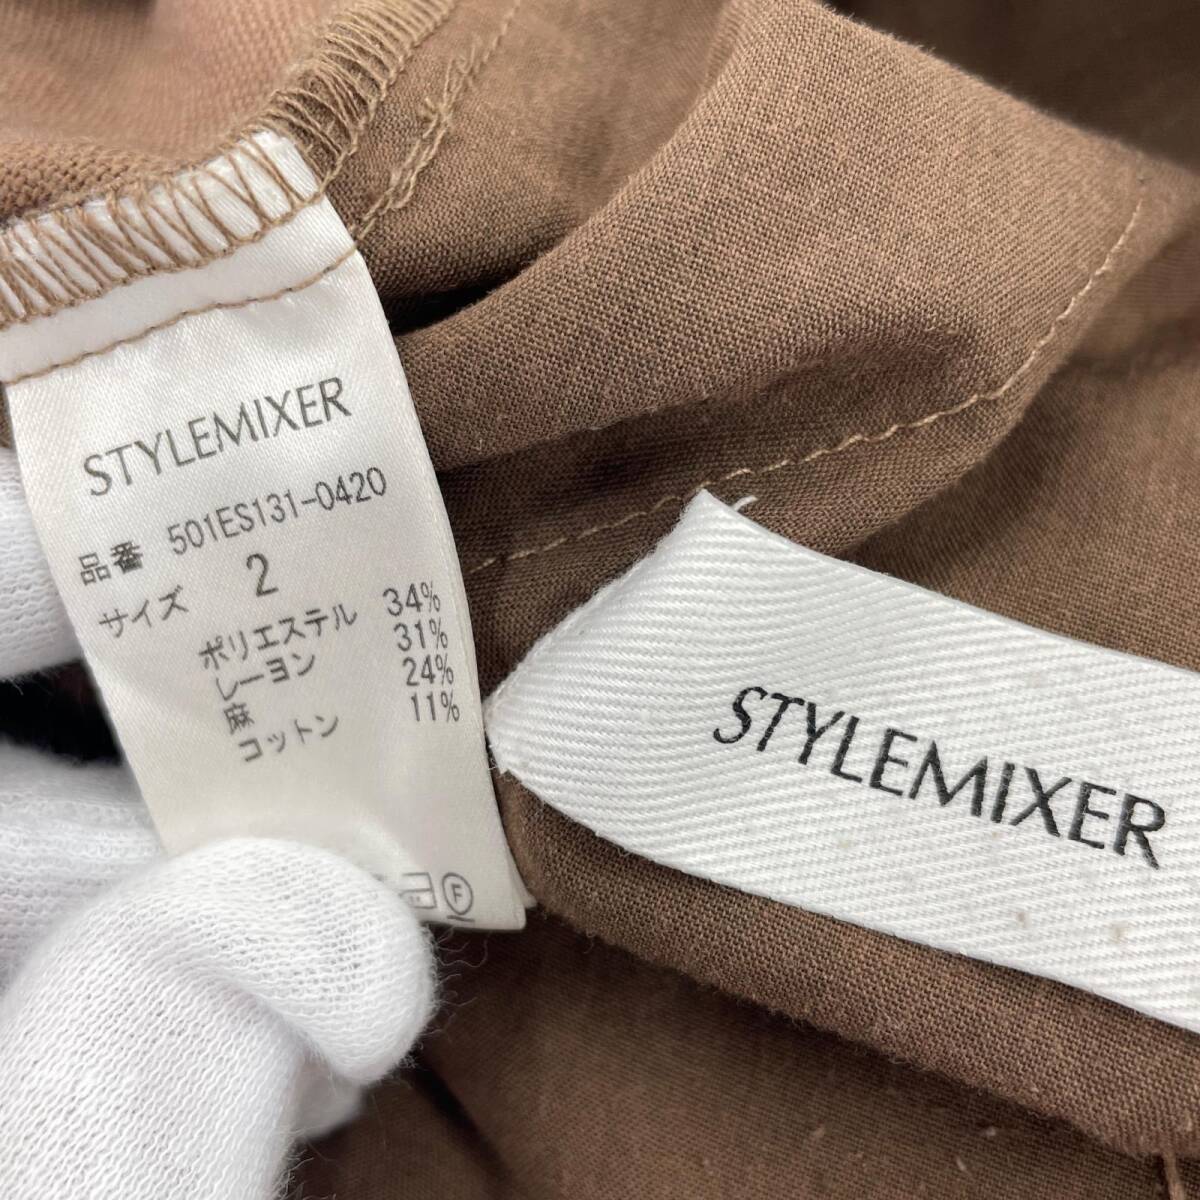 STYLEMIXER
品番 501ES131-0420
サイズ 2
ポリエステル 34%
レーヨン 31%
麻 24%
コットン 11%
F
STYLEMIXER